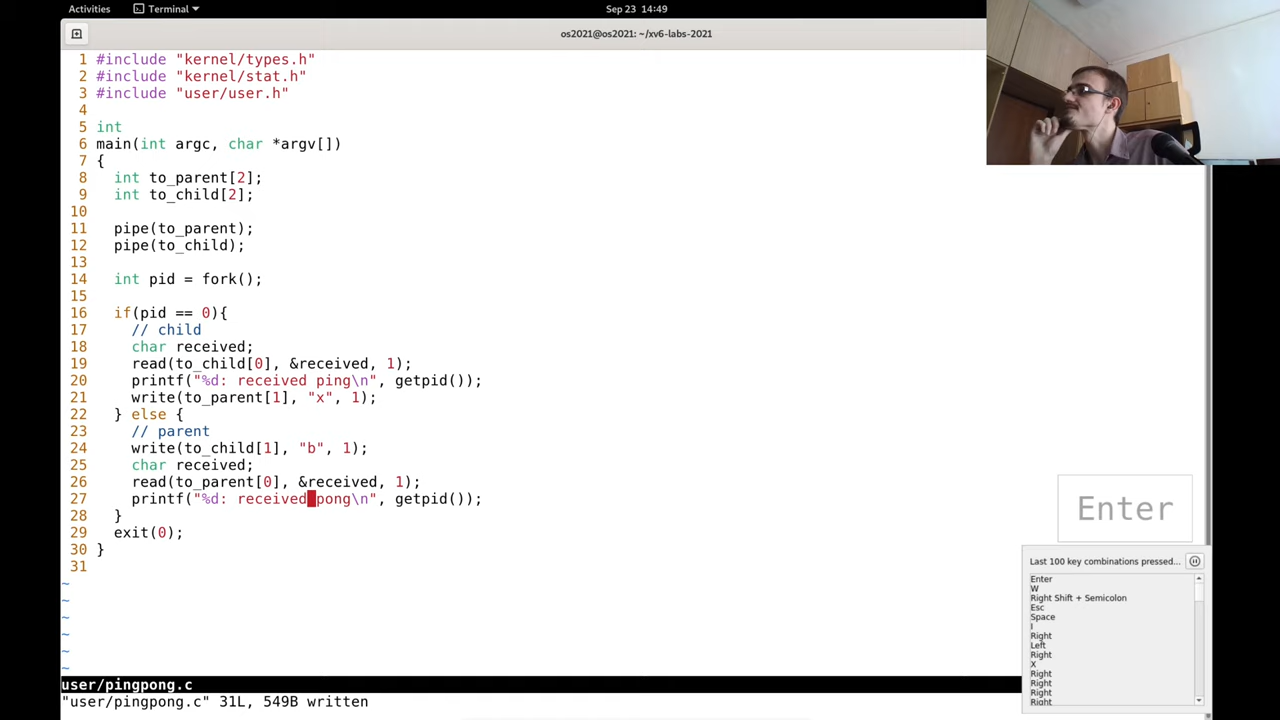 Activities
Terminal
Sep 23 14:49
os2021@os2021: ~/xv6-labs-2021
1 #include "kernel/types.h"
2 #include "kernel/stat.h"
3 #include "user/user.h"
4
5 int
6 main(int argc, char *argv[])
7 {
8   int to_parent[2];
9   int to_child[2];
10
11   pipe(to_parent);
12   pipe(to_child);
13
14   int pid = fork();
15
16   if(pid == 0){
17     // child
18     char received;
19     read(to_child[0], &received, 1);
20     printf("%d: received ping\n", getpid());
21     write(to_parent[1], "x", 1);
22   } else {
23     // parent
24     write(to_child[1], "b", 1);
25     char received;
26     read(to_parent[0], &received, 1);
27     printf("%d: received pong\n", getpid());
28   }
29   exit(0);
30 }
31
~
~
~
~
~
~
user/pingpong.c
"user/pingpong.c" 31L, 549B written
Enter
Last 100 key combinations pressed...
Enter
W
Right Shift + Semicolon
Esc
Space
I
Right
Left
Right
X
Right
Right
Right
Right